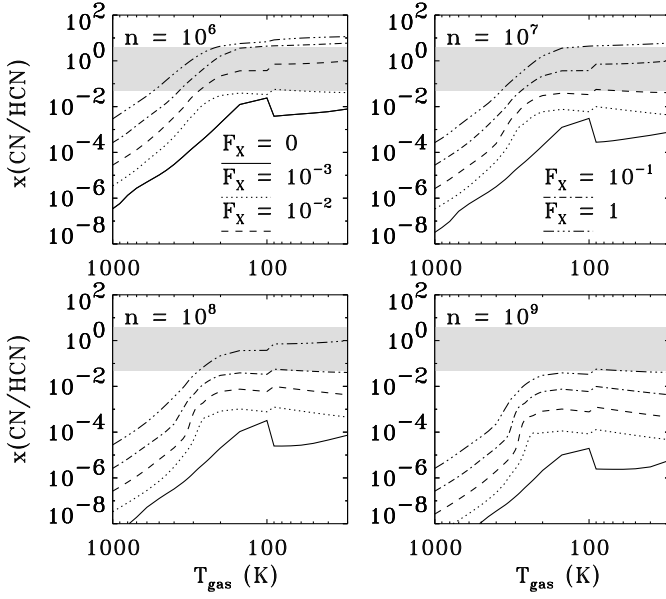 n = 10^6
n = 10^7
10^2
10^0
10^-2
10^-4
10^-6
10^-8
x(CN/HCN)
F_X = 0
F_X = 10^-3
F_X = 10^-2
1000
100
10^2
10^0
10^-2
10^-4
10^-6
10^-8
x(CN/HCN)
F_X = 10^-1
F_X = 1
1000
100
n = 10^8
n = 10^9
10^2
10^0
10^-2
10^-4
10^-6
10^-8
x(CN/HCN)
1000
100
T_gas (K)
10^2
10^0
10^-2
10^-4
10^-6
10^-8
x(CN/HCN)
1000
100
T_gas (K)